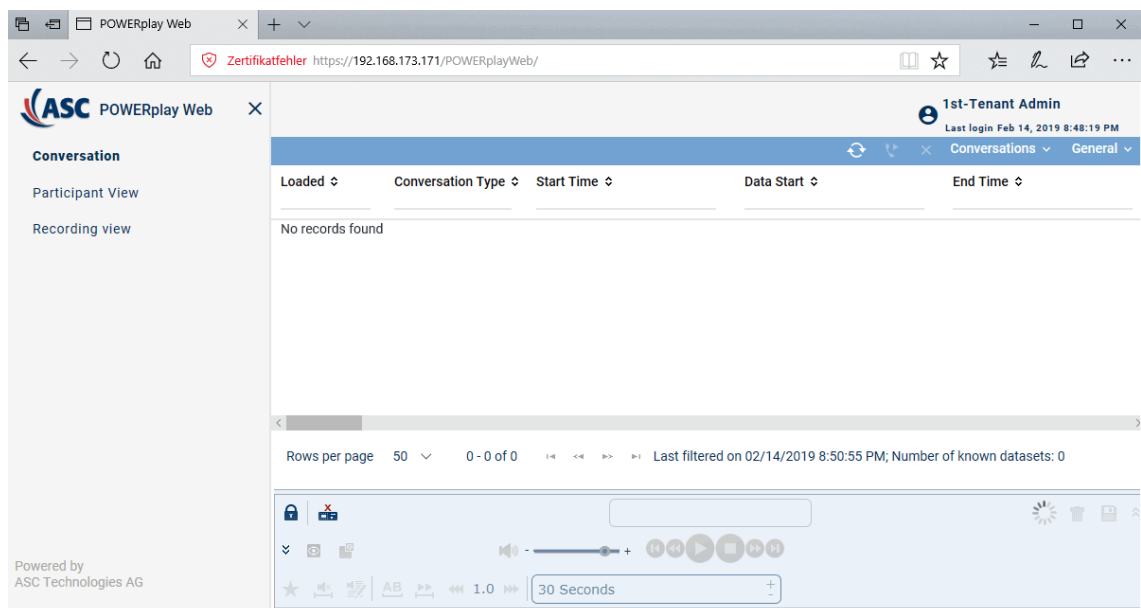 POWERplay Web
Zertifikatfehler https://192.168.173.171/POWERplayWeb/
ASC POWERplay Web
1st-Tenant Admin
Last login Feb 14, 2019 8:48:19 PM
Conversation
Participant View
Recording view
Conversations General
Loaded Conversation Type Start Time Data Start End Time
No records found
Rows per page 50 0 - 0 of 0 Last filtered on 02/14/2019 8:50:55 PM; Number of known datasets: 0
- +
AB 1.0 30 Seconds + -
Powered by
ASC Technologies AG